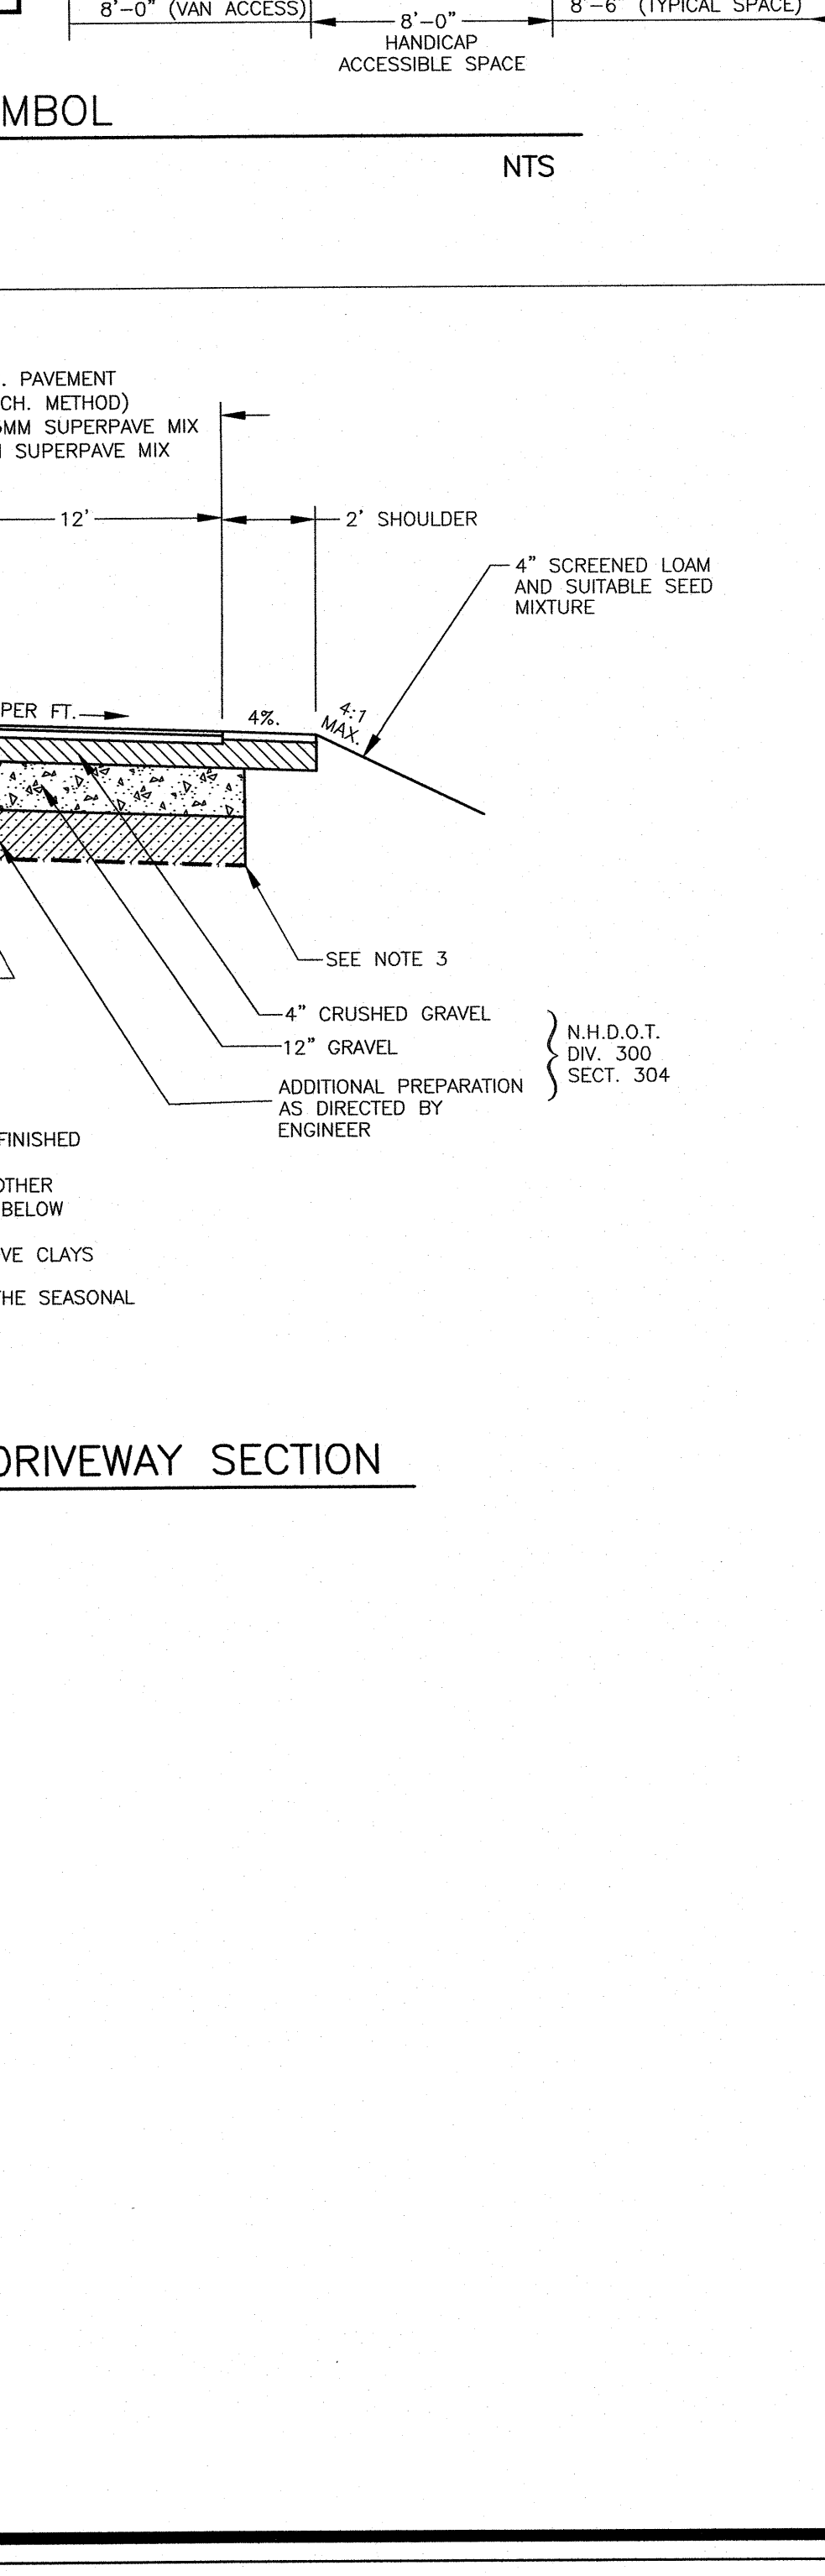 8'-0" (VAN ACCESS)
8'-0"
HANDICAP
ACCESSIBLE SPACE
8'-6" (TYPICAL SPACE)
MBOL
NTS
. PAVEMENT
CH. METHOD)
MM SUPERPAVE MIX
SUPERPAVE MIX
12'
2' SHOULDER
4" SCREENED LOAM
AND SUITABLE SEED
MIXTURE
PER FT.
4%.
4:1
MAX.
SEE NOTE 3
4" CRUSHED GRAVEL
12" GRAVEL
N.H.D.O.T.
DIV. 300
SECT. 304
ADDITIONAL PREPARATION
AS DIRECTED BY
ENGINEER
FINISHED
OTHER
BELOW
VE CLAYS
THE SEASONAL
DRIVEWAY SECTION